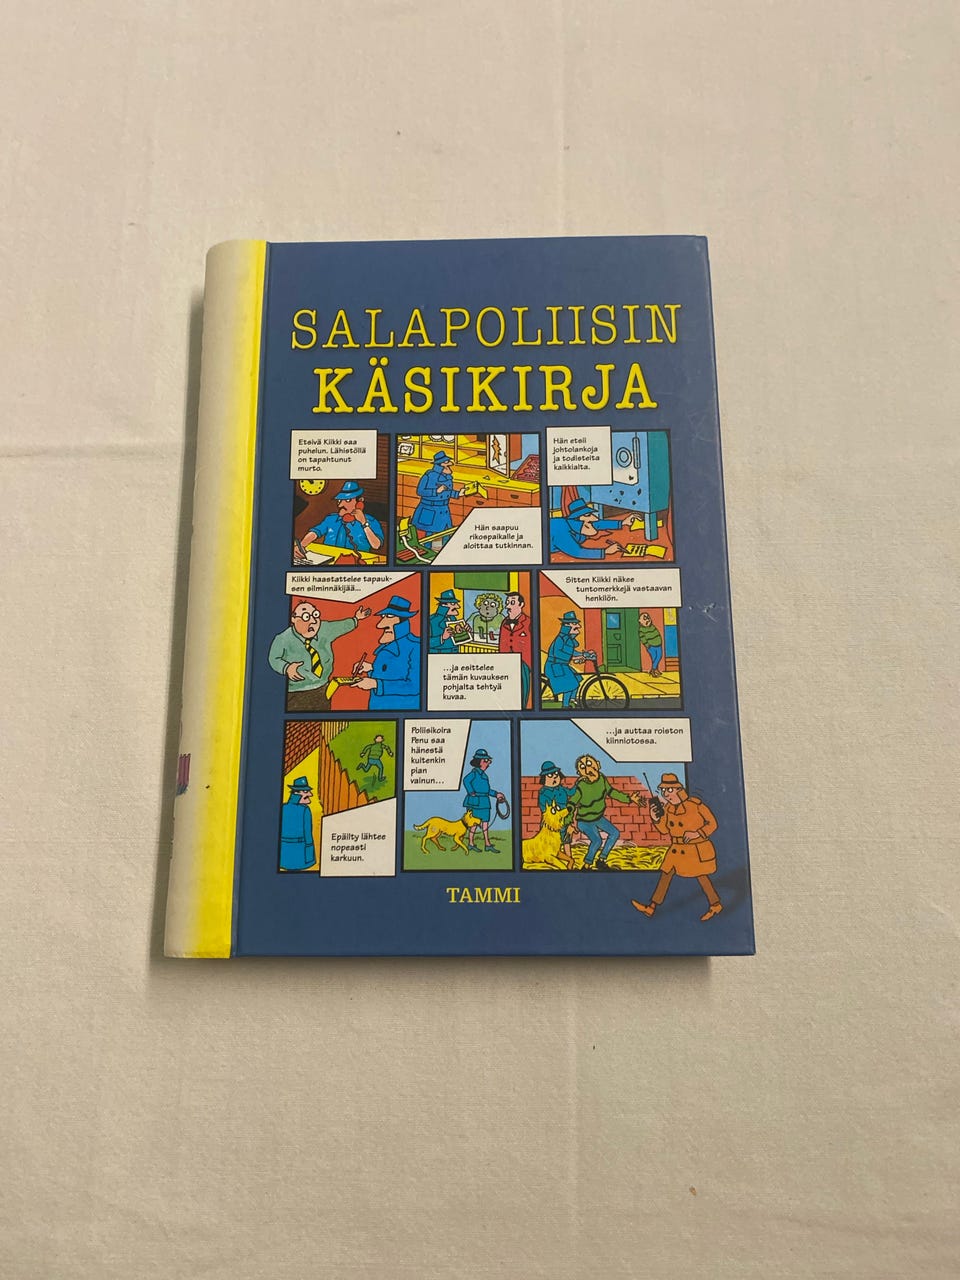 SALAPOLIISIN
KÄSIKIRJA
Etsivä Kiikki saa
puhelun. Lähistöllä
on tapahtunut
murto.
Hän saapuu
rikospaikalle ja
aloittaa tutkinnan.
Hän etsii
johtolankoja
ja todisteita
kaikkialta.
Kiikki haastattelee tapauk-
sen silminnäkijää...
...ja esittelee
tämän kuvauksen
pohjalta tehtyä
kuvaa.
Sitten Kiikki näkee
tuntomerkkejä vastaavan
henkilön.
Epäilty lähtee
nopeasti
karkuun.
Poliisikoira
Penu saa
hänestä
kuitenkin
pian
vainun...
...ja auttaa roiston
kiinniotossa.
TAMMI